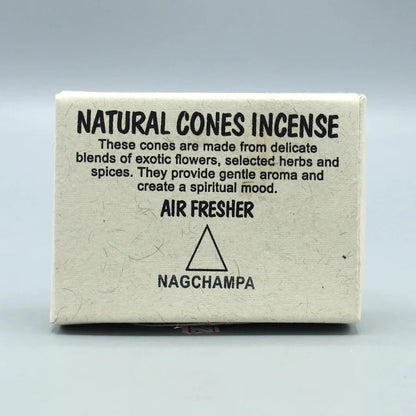 NATURAL CONES INCENSE
These cones are made from delicate
blends of exotic flowers, selected herbs and
spices. They provide gentle aroma and
create a spiritual mood.
AIR FRESHER
NAGCHAMPA